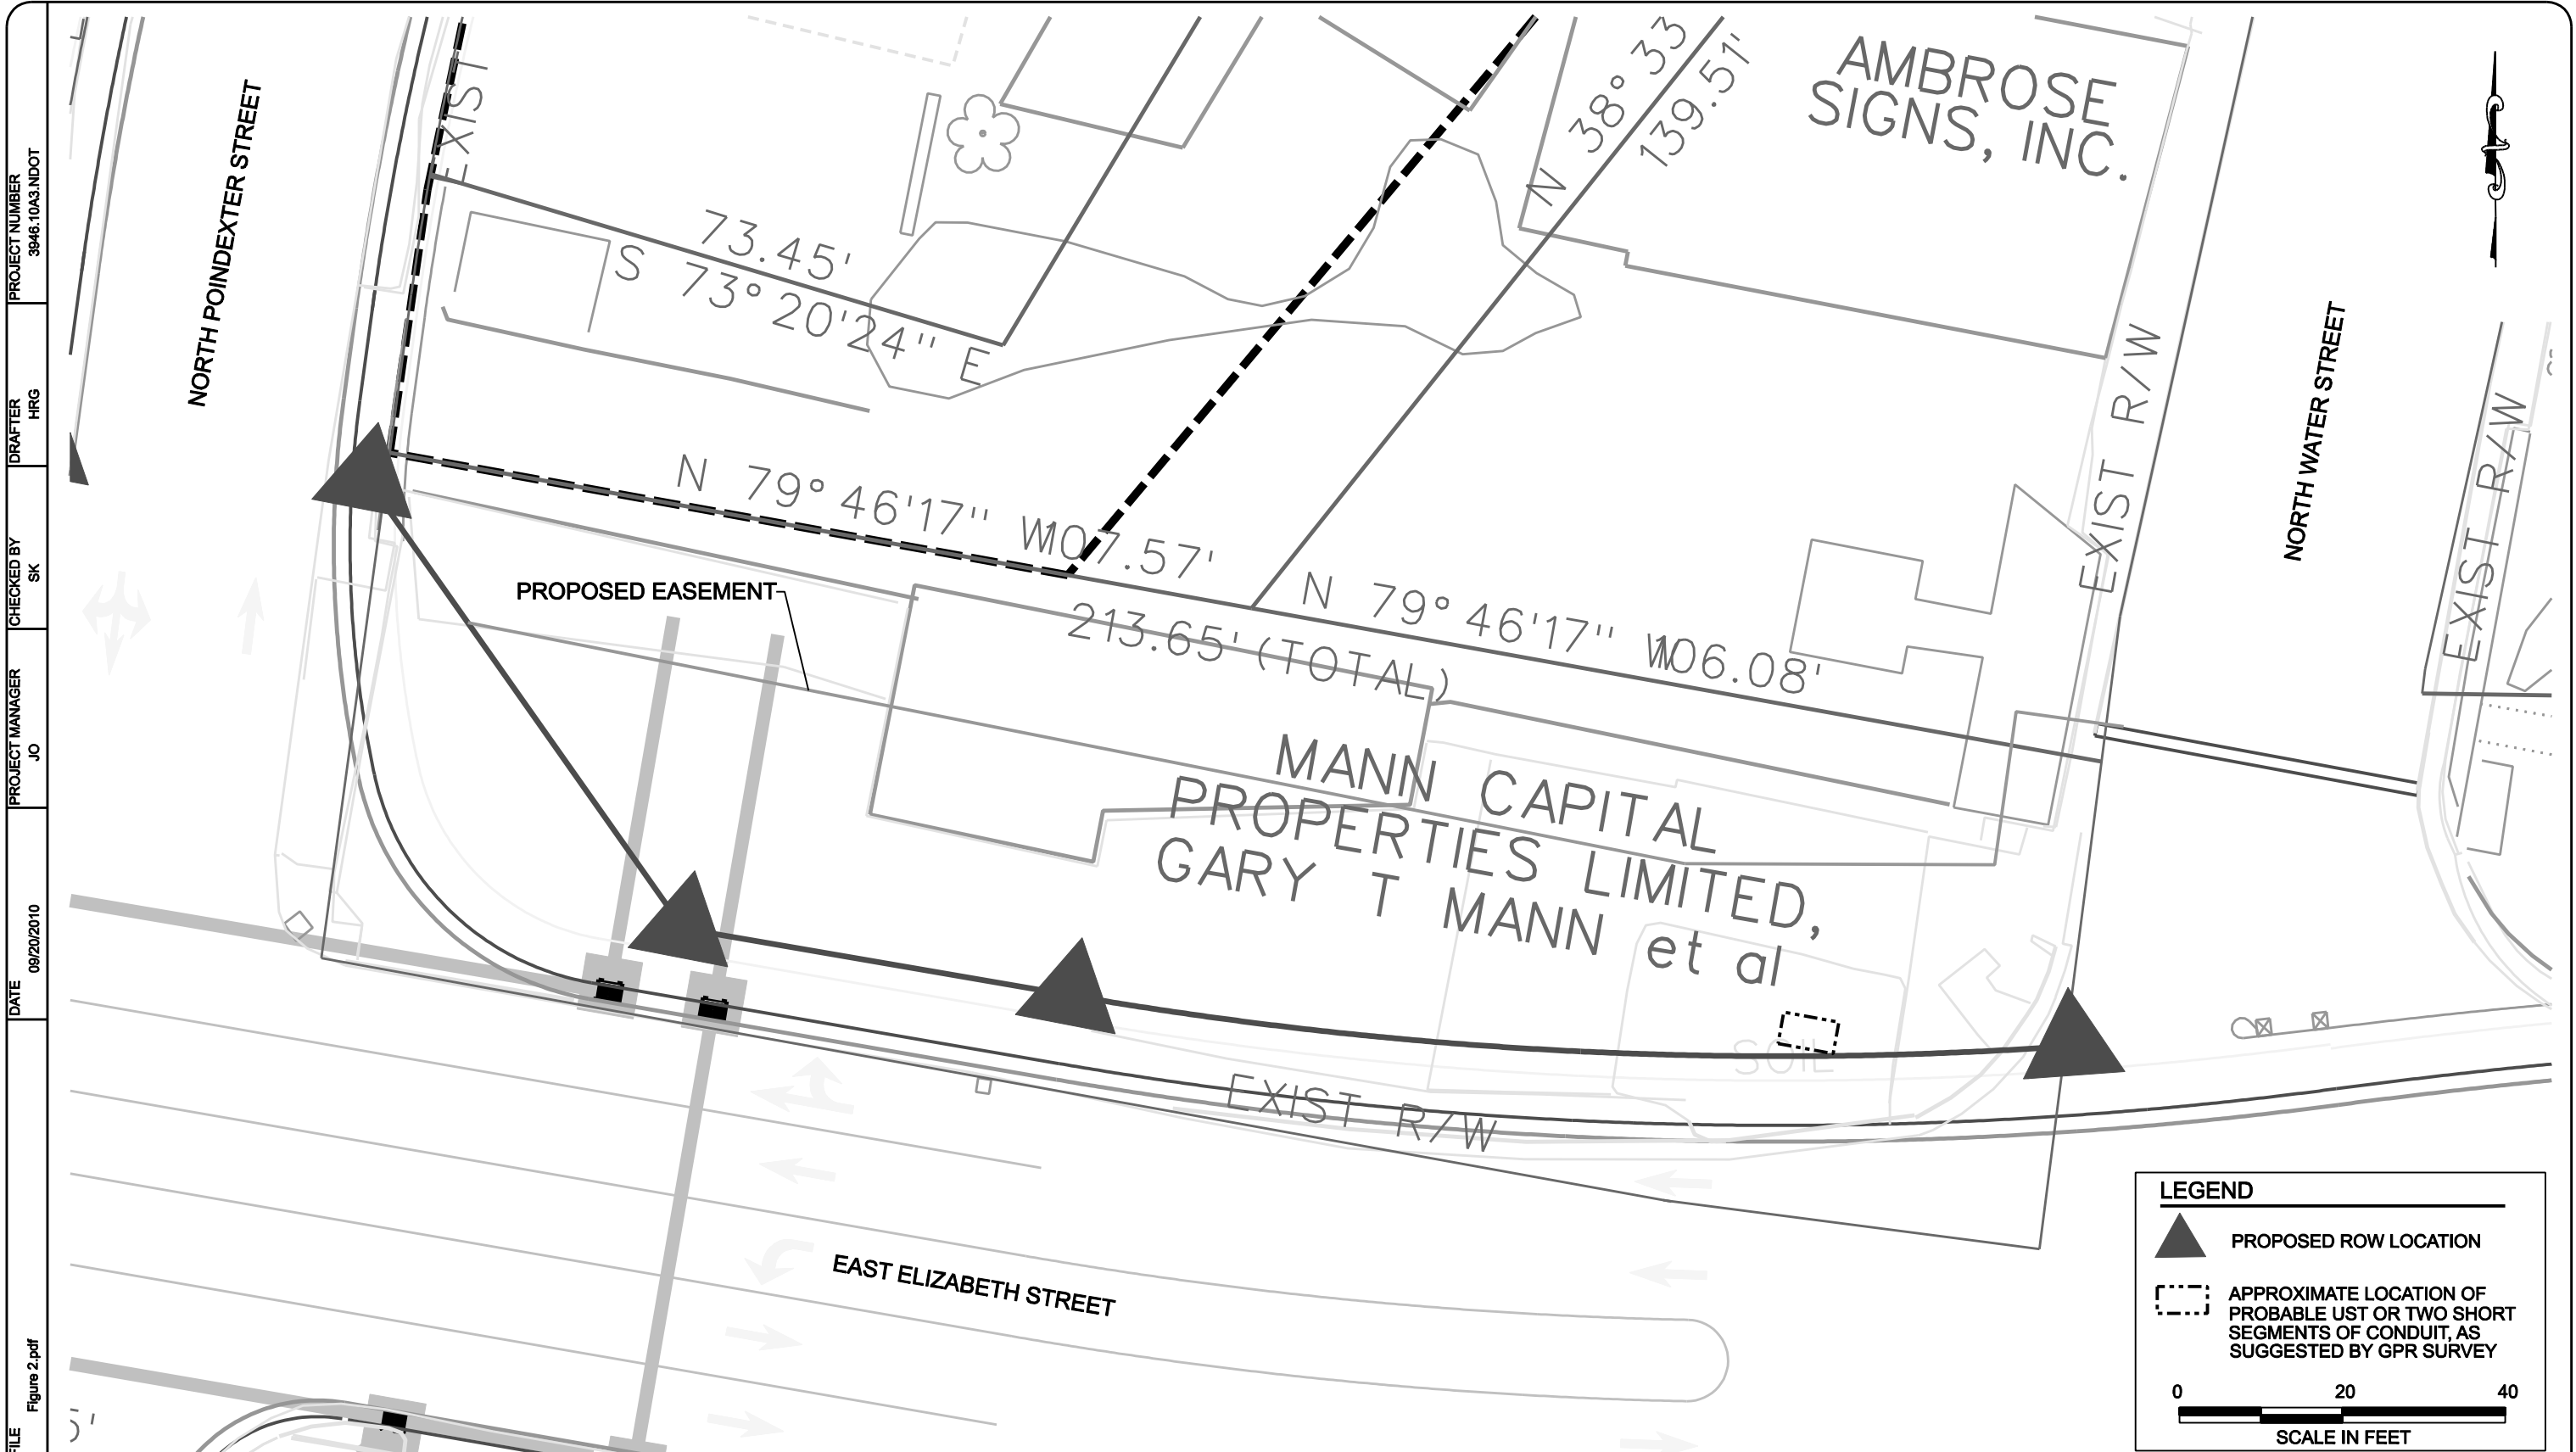 PROJECT NUMBER
3946.10A3.NDOT
DRAFTER
HRG
CHECKED BY
SK
PROJECT MANAGER
JO
DATE
09/20/2010
FILE
Figure 2.pdf
NORTH POINDEXTER STREET
EXIST
73.45'
S 73° 20'24" E
N 38° 33
139.51'
AMBROSE
SIGNS, INC.
EXIST R/W
NORTH WATER STREET
EXIST R/W
N 79° 46'17" W
107.57'
N 79° 46'17" W
106.08'
213.65' (TOTAL)
PROPOSED EASEMENT
MANN CAPITAL
PROPERTIES LIMITED,
GARY T MANN et al
SOIL
EXIST R/W
EAST ELIZABETH STREET
5'
LEGEND
PROPOSED ROW LOCATION
APPROXIMATE LOCATION OF
PROBABLE UST OR TWO SHORT
SEGMENTS OF CONDUIT, AS
SUGGESTED BY GPR SURVEY
0 20 40
SCALE IN FEET